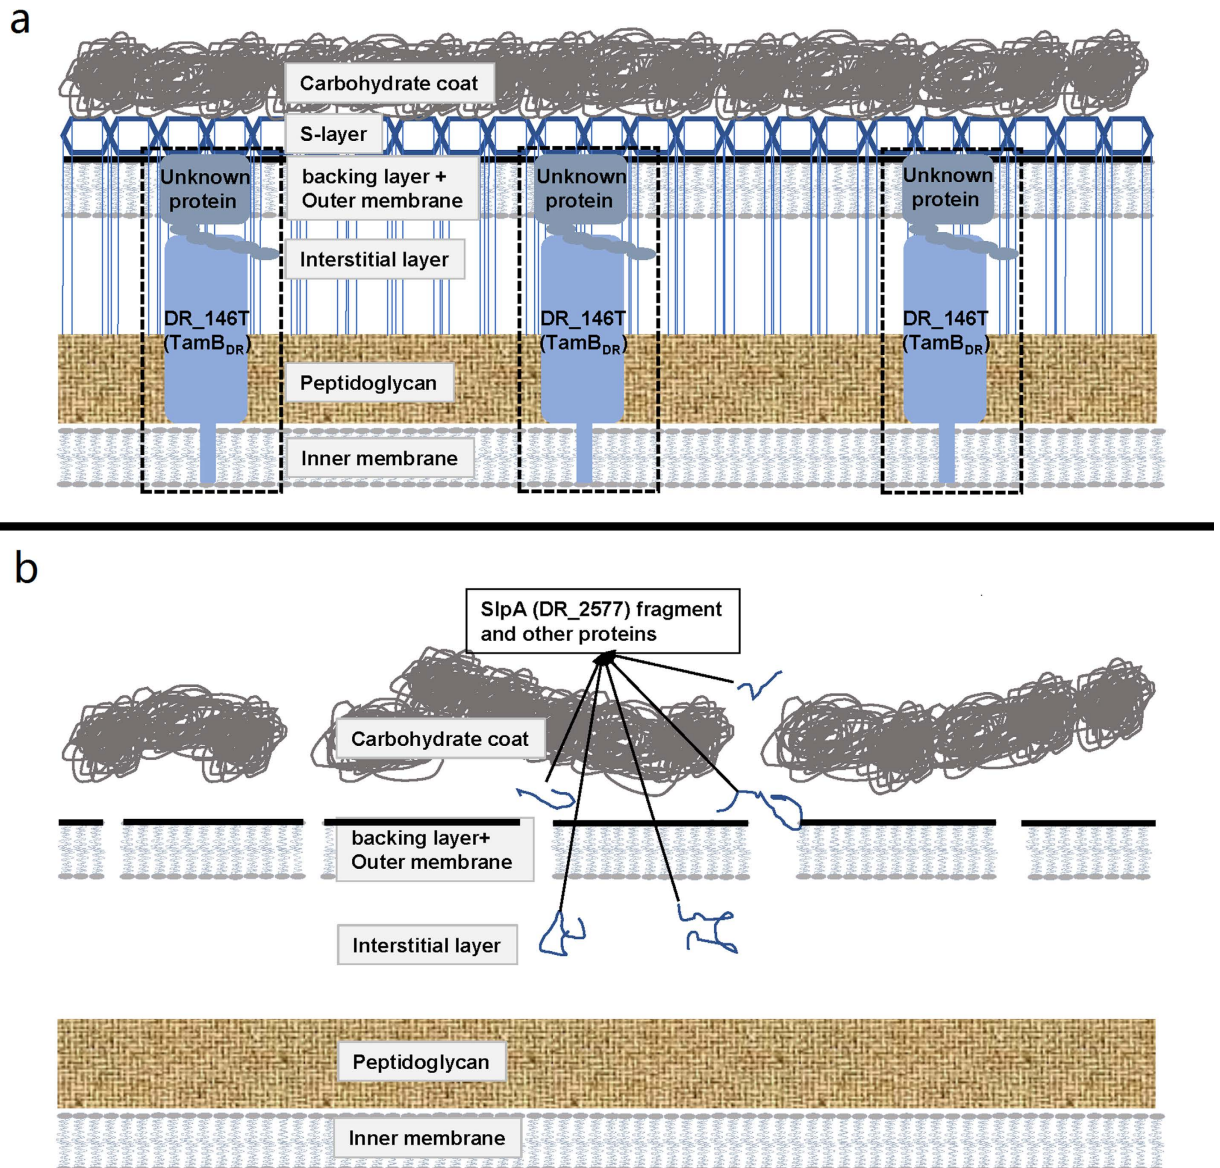 a
Carbohydrate coat
S-layer
backing layer +
Outer membrane
Unknown
protein
Unknown
protein
Unknown
protein
Interstitial layer
DR_146T
(TamBDR)
DR_146T
(TamBDR)
DR_146T
(TamBDR)
Peptidoglycan
Inner membrane
b
SlpA (DR_2577) fragment
and other proteins
Carbohydrate coat
backing layer+
Outer membrane
Interstitial layer
Peptidoglycan
Inner membrane